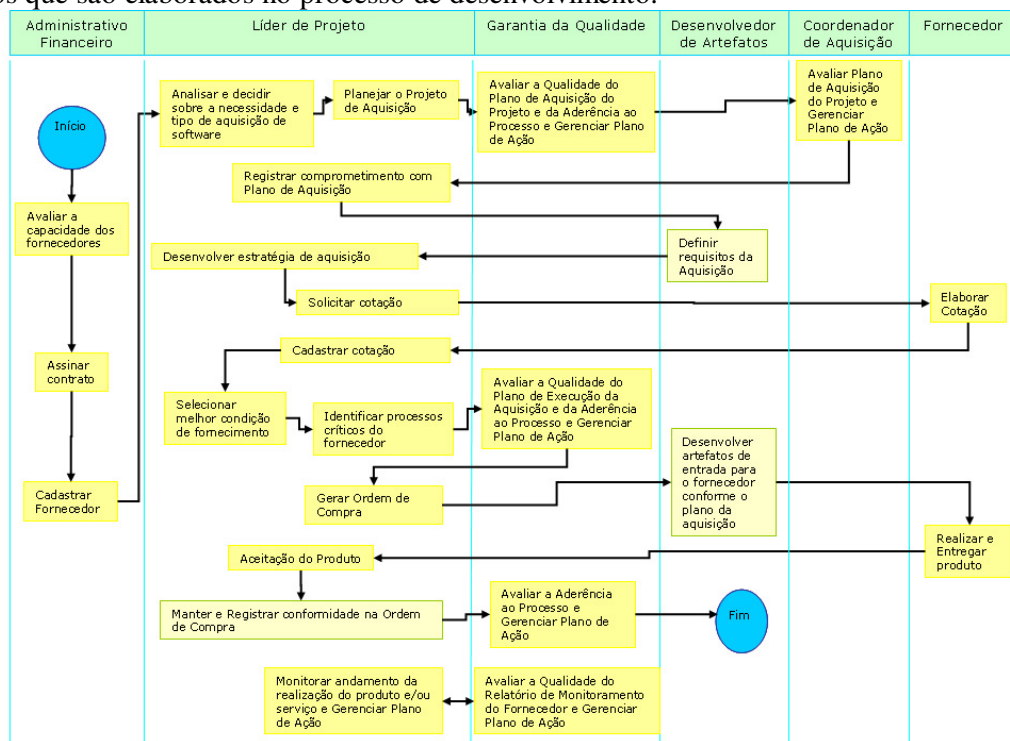 os que são elaborados no processo de desenvolvimento.
Administrativo
Financeiro
Líder de Projeto
Garantia da Qualidade
Desenvolvedor
de Artefatos
Coordenador
de Aquisição
Fornecedor
Início
Analisar e decidir
sobre a necessidade e
tipo de aquisição de
software
Planejar o Projeto
de Aquisição
Avaliar a Qualidade do
Plano de Aquisição do
Projeto e da Aderência ao
Processo e Gerenciar Plano
de Ação
Avaliar Plano
de Aquisição
do Projeto e
Gerenciar
Plano de Ação
Registrar comprometimento com
Plano de Aquisição
Avaliar a
capacidade dos
fornecedores
Definir
requisitos da
Aquisição
Desenvolver estratégia de aquisição
Solicitar cotação
Elaborar
Cotação
Cadastrar cotação
Assinar
contrato
Selecionar
melhor condição
de fornecimento
Identificar processos
críticos do
fornecedor
Avaliar a Qualidade do
Plano de Execução da
Aquisição e da Aderência
ao Processo e Gerenciar
Plano de Ação
Desenvolver
artefatos de
entrada para
o fornecedor
conforme o
plano da
aquisição
Cadastrar
Fornecedor
Gerar Ordem de
Compra
Realizar e
Entregar
produto
Aceitação do Produto
Manter e Registrar conformidade na Ordem
de Compra
Avaliar a Aderência
ao Processo e
Gerenciar Plano de
Ação
Fim
Monitorar andamento da
realização do produto e/ou
serviço e Gerenciar Plano
de Ação
Avaliar a Qualidade do
Relatório de Monitoramento
do Fornecedor e Gerenciar
Plano de Ação